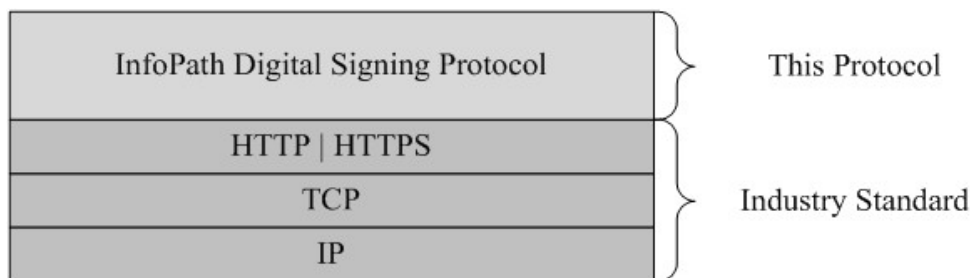 InfoPath Digital Signing Protocol
This Protocol
HTTP | HTTPS
TCP
Industry Standard
IP